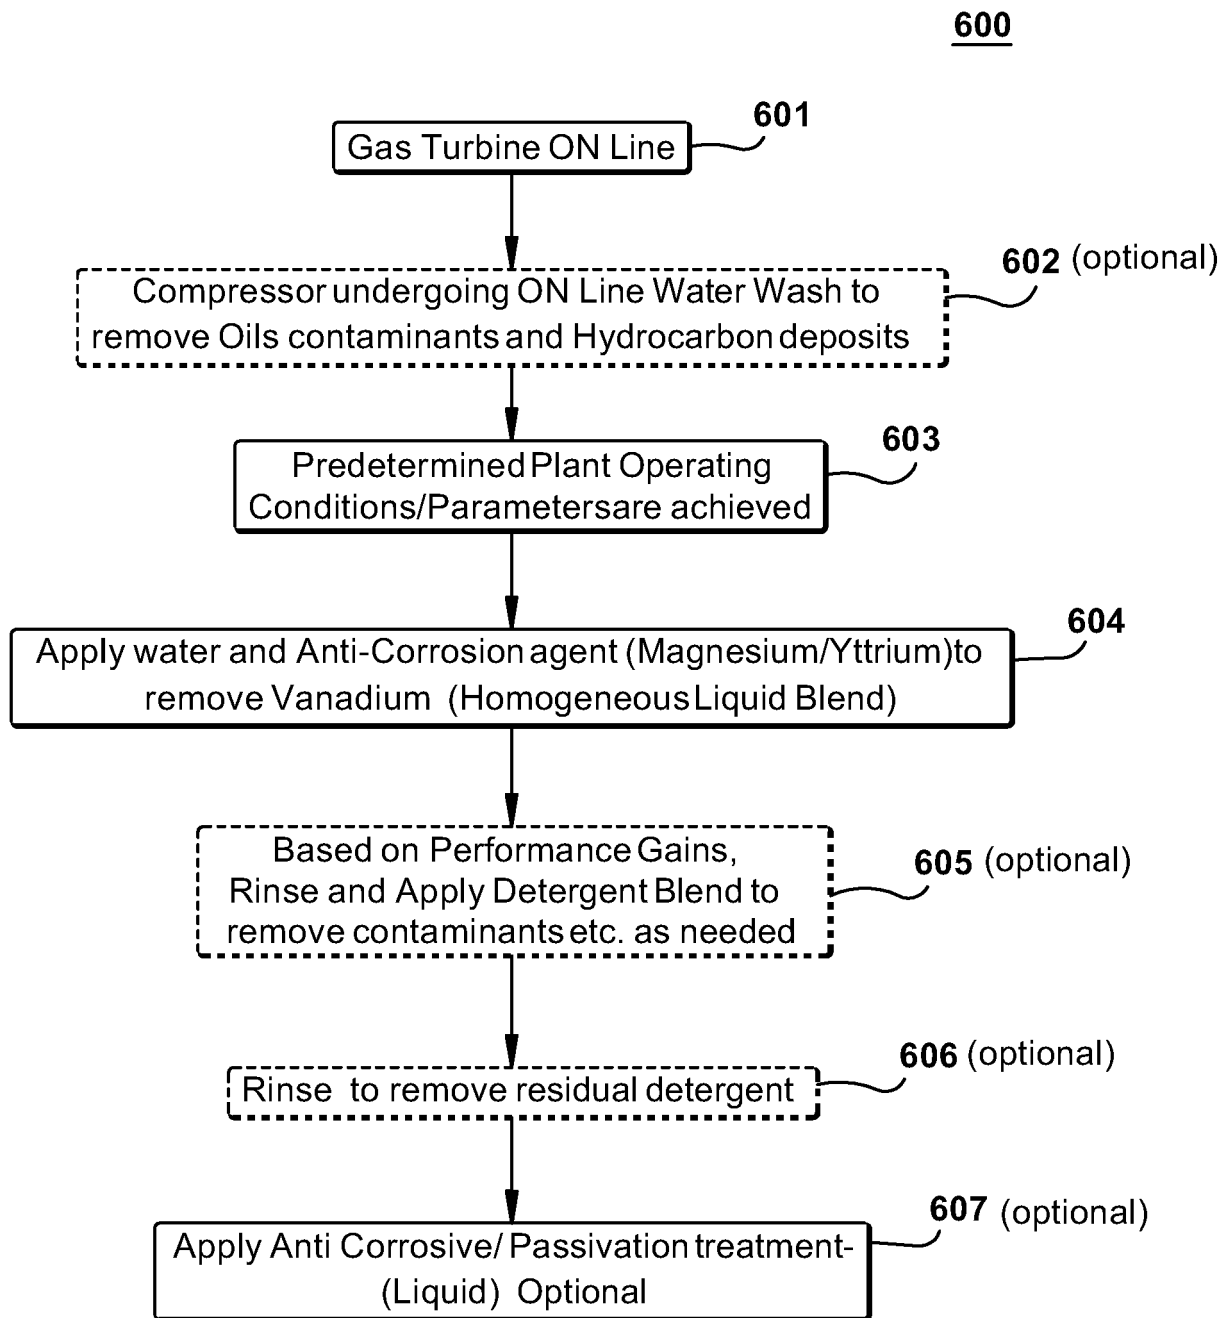 600
601
Gas Turbine ON Line
602 (optional)
Compressor undergoing ON Line Water Wash to
remove Oils contaminants and Hydrocarbon deposits
603
Predetermined Plant Operating
Conditions/Parametersare achieved
604
Apply water and Anti-Corrosion agent (Magnesium/Yttrium)to
remove Vanadium (Homogeneous Liquid Blend)
605 (optional)
Based on Performance Gains,
Rinse and Apply Detergent Blend to
remove contaminants etc. as needed
606 (optional)
Rinse to remove residual detergent
607 (optional)
Apply Anti Corrosive/ Passivation treatment-
(Liquid) Optional